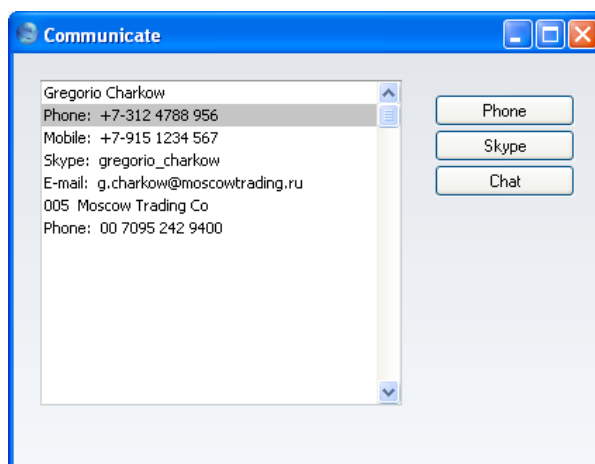 Communicate
Gregorio Charkow
Phone: +7-312 4788 956
Mobile: +7-915 1234 567
Skype: gregorio_charkow
E-mail: g.charkow@moscowtrading.ru
005 Moscow Trading Co
Phone: 00 7095 242 9400
Phone
Skype
Chat